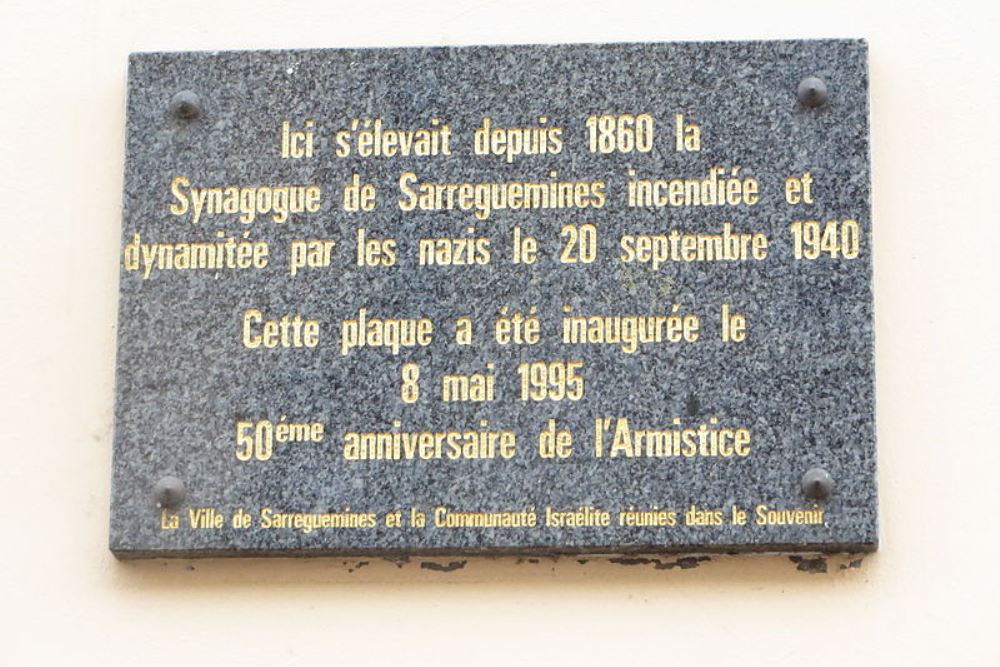 Ici s'élevait depuis 1860 la
Synagogue de Sarreguemines incendiée et
dynamitée par les nazis le 20 septembre 1940
Cette plaque a été inaugurée le
8 mai 1995
50éme anniversaire de l'Armistice
La Ville de Sarreguemines et la Communauté Israélite réunies dans le Souvenir.